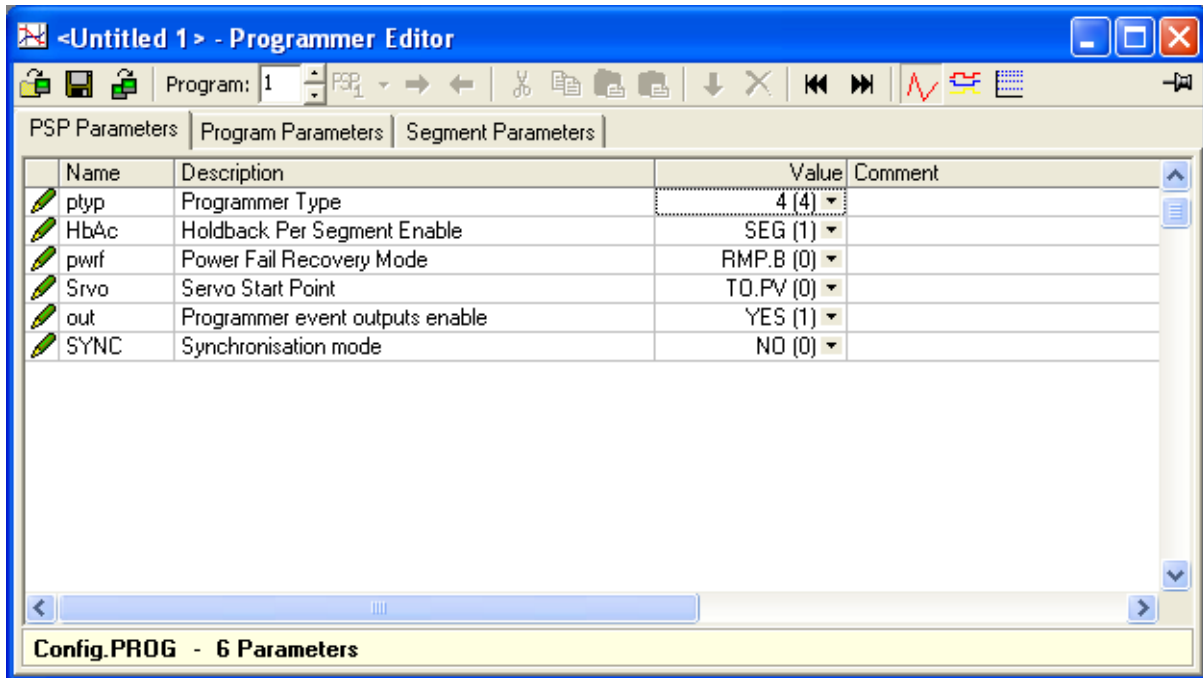 <Untitled 1> - Programmer Editor
Program: 1
PSP Parameters Program Parameters Segment Parameters
Name Description Value Comment
ptyp Programmer Type 4 (4)
HbAc Holdback Per Segment Enable SEG (1)
pwrf Power Fail Recovery Mode RMP.B (0)
Srvo Servo Start Point TO.PV (0)
out Programmer event outputs enable YES (1)
SYNC Synchronisation mode NO (0)
Config.PROG - 6 Parameters